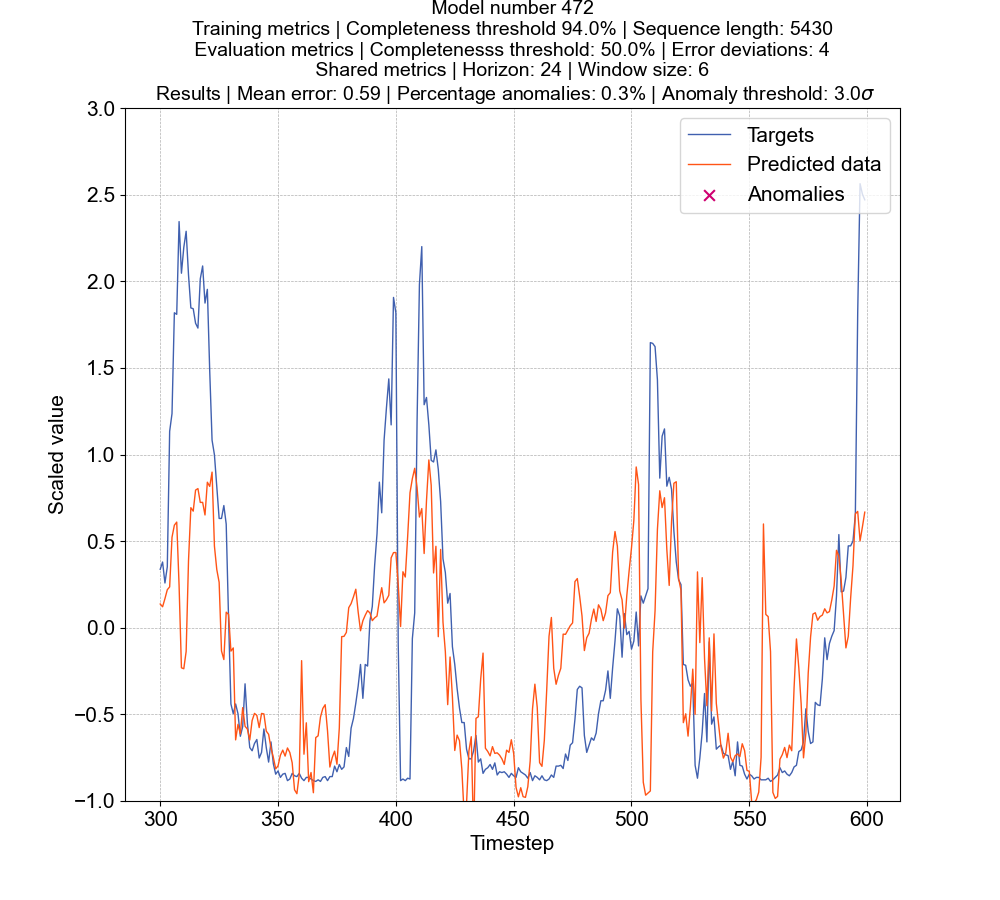 Model number 472
Training metrics | Completeness threshold 94.0% | Sequence length: 5430
Evaluation metrics | Completenesss threshold: 50.0% | Error deviations: 4
Shared metrics | Horizon: 24 | Window size: 6
Results | Mean error: 0.59 | Percentage anomalies: 0.3% | Anomaly threshold: 3.0σ
3.0
2.5
2.0
1.5
1.0
0.5
0.0
−0.5
−1.0
Scaled value
Targets
Predicted data
Anomalies
300
350
400
450
500
550
600
Timestep